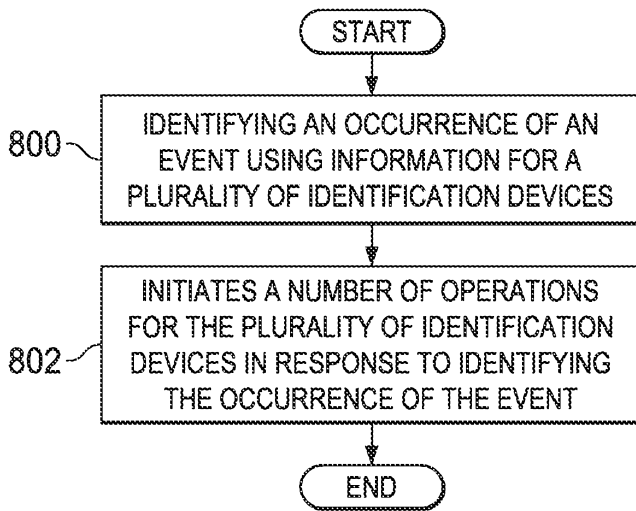 START
800
IDENTIFYING AN OCCURRENCE OF AN
EVENT USING INFORMATION FOR A
PLURALITY OF IDENTIFICATION DEVICES
802
INITIATES A NUMBER OF OPERATIONS
FOR THE PLURALITY OF IDENTIFICATION
DEVICES IN RESPONSE TO IDENTIFYING
THE OCCURRENCE OF THE EVENT
END